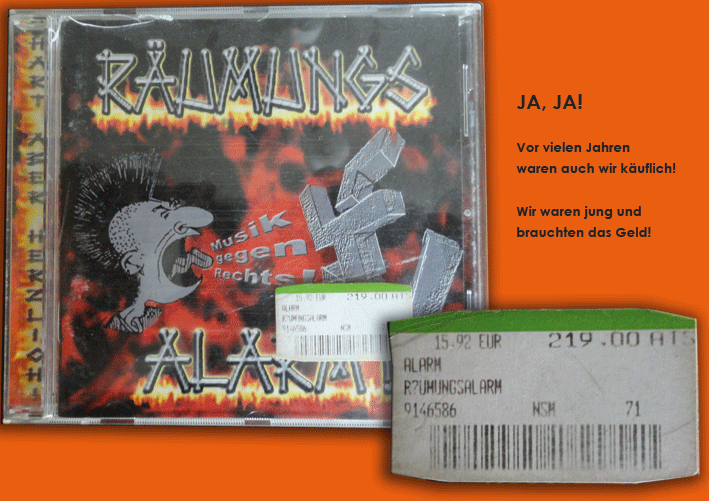 RÄUMUNGS
Musik
gegen
Rechts!
ALARM
15.92 EUR 219.00 ATS
ALARM
R?UMUNGSALARM
9146586 NSM
HART ABER HERZLICH!
JA, JA!
Vor vielen Jahren
waren auch wir käuflich!
Wir waren jung und
brauchten das Geld!
15.92 EUR 219.00 ATS
ALARM
R?UMUNGSALARM
9146586 NSM 71